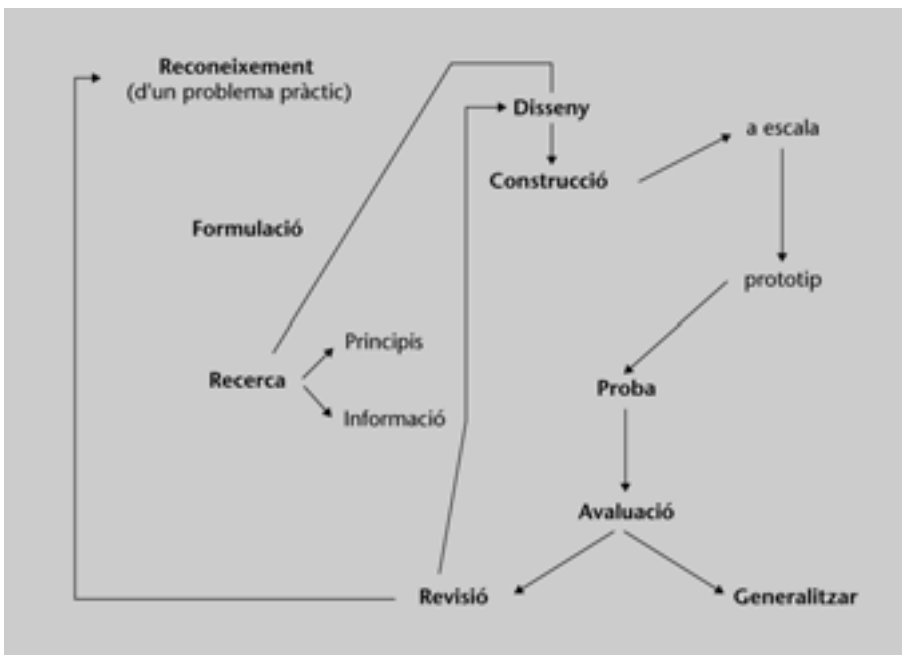 Reconeixement
(d'un problema pràctic)
Disseny
a escala
Construcció
Formulació
prototip
Principis
Recerca
Proba
Informació
Avaluació
Revisió
Generalitzar